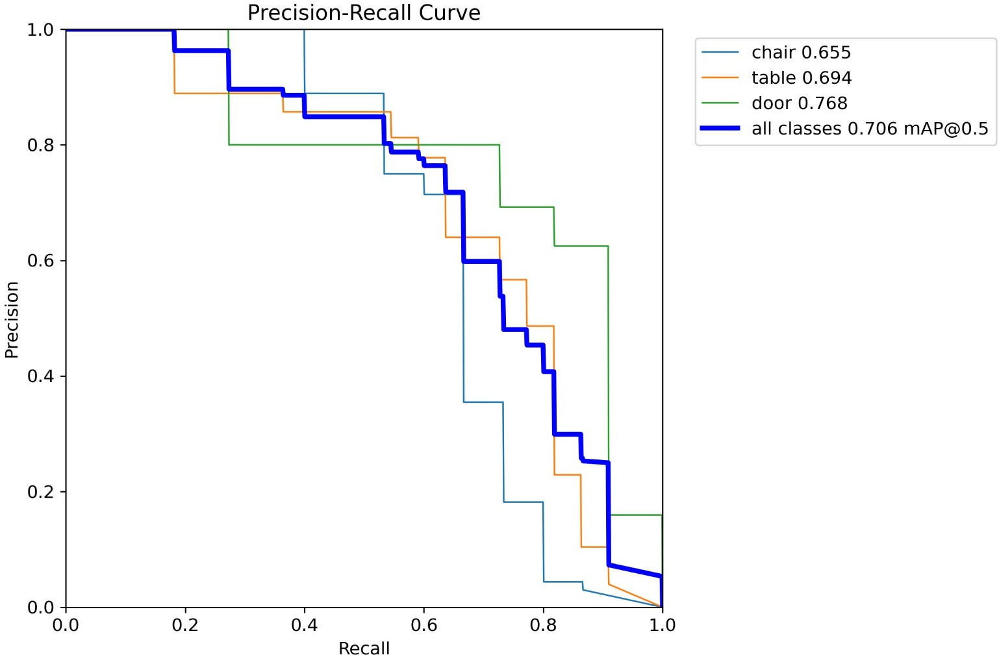 Precision-Recall Curve
1.0
0.8
0.6
0.4
0.2
0.0
Precision
0.0 0.2 0.4 0.6 0.8 1.0
Recall
chair 0.655
table 0.694
door 0.768
all classes 0.706 mAP@0.5